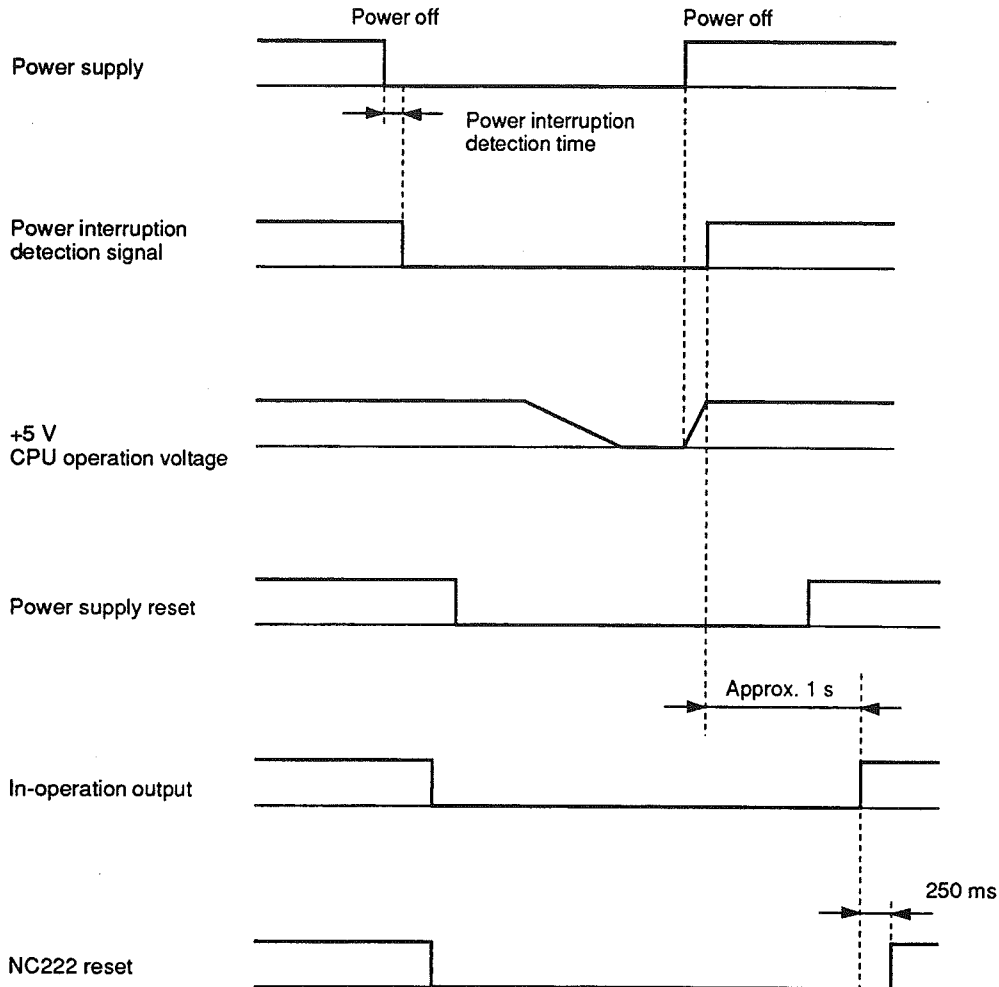 Power off
Power off
Power supply
Power interruption
detection time
Power interruption
detection signal
+5 V
CPU operation voltage
Power supply reset
Approx. 1 s
In-operation output
250 ms
NC222 reset